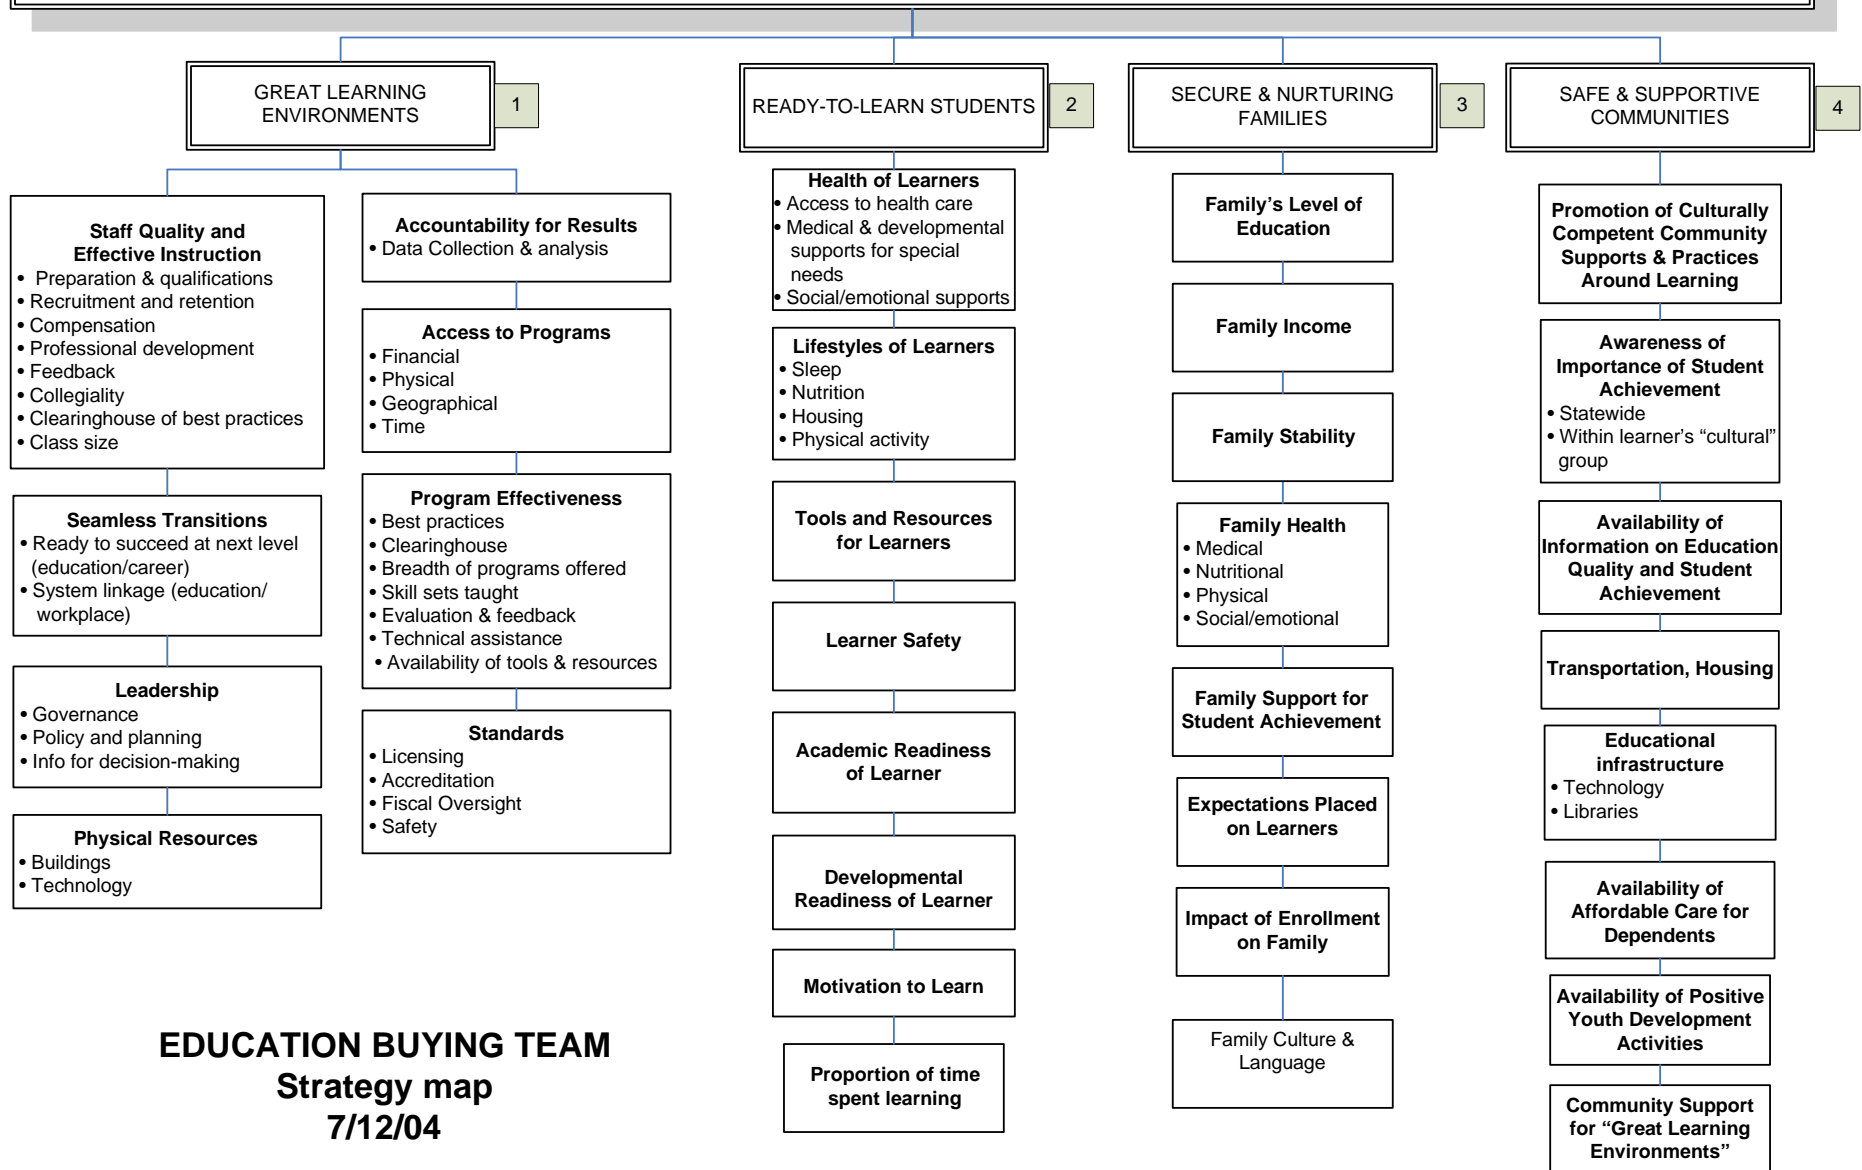 GREAT LEARNING
ENVIRONMENTS
1
Staff Quality and
Effective Instruction
• Preparation & qualifications
• Recruitment and retention
• Compensation
• Professional development
• Feedback
• Collegiality
• Clearinghouse of best practices
• Class size
Seamless Transitions
• Ready to succeed at next level
(education/career)
• System linkage (education/
workplace)
Leadership
• Governance
• Policy and planning
• Info for decision-making
Physical Resources
• Buildings
• Technology
Accountability for Results
• Data Collection & analysis
Access to Programs
• Financial
• Physical
• Geographical
• Time
Program Effectiveness
• Best practices
• Clearinghouse
• Breadth of programs offered
• Skill sets taught
• Evaluation & feedback
• Technical assistance
• Availability of tools & resources
Standards
• Licensing
• Accreditation
• Fiscal Oversight
• Safety
READY-TO-LEARN STUDENTS
2
Health of Learners
• Access to health care
• Medical & developmental
supports for special
needs
• Social/emotional supports
Lifestyles of Learners
• Sleep
• Nutrition
• Housing
• Physical activity
Tools and Resources
for Learners
Learner Safety
Academic Readiness
of Learner
Developmental
Readiness of Learner
Motivation to Learn
Proportion of time
spent learning
SECURE & NURTURING
FAMILIES
3
Family's Level of
Education
Family Income
Family Stability
Family Health
• Medical
• Nutritional
• Physical
• Social/emotional
Family Support for
Student Achievement
Expectations Placed
on Learners
Impact of Enrollment
on Family
Family Culture &
Language
SAFE & SUPPORTIVE
COMMUNITIES
4
Promotion of Culturally
Competent Community
Supports & Practices
Around Learning
Awareness of
Importance of Student
Achievement
• Statewide
• Within learner's “cultural”
group
Availability of
Information on Education
Quality and Student
Achievement
Transportation, Housing
Educational
infrastructure
• Technology
• Libraries
Availability of
Affordable Care for
Dependents
Availability of Positive
Youth Development
Activities
Community Support
for “Great Learning
Environments”
EDUCATION BUYING TEAM
Strategy map
7/12/04